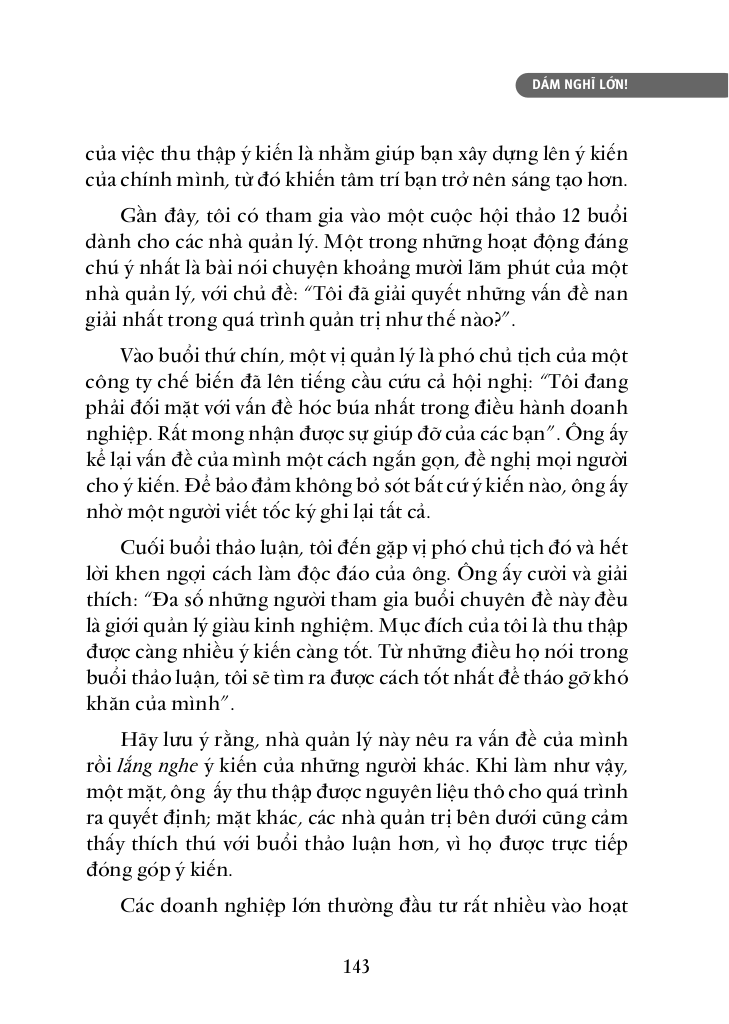 DÁM NGHĨ LỚN!
của việc thu thập ý kiến là nhằm giúp bạn xây dựng lên ý kiến
của chính mình, từ đó khiến tâm trí bạn trở nên sáng tạo hơn.
Gần đây, tôi có tham gia vào một cuộc hội thảo 12 buổi
dành cho các nhà quản lý. Một trong những hoạt động đáng
chú ý nhất là bài nói chuyện khoảng mười lăm phút của một
nhà quản lý, với chủ đề: “Tôi đã giải quyết những vấn đề nan
giải nhất trong quá trình quản trị như thế nào?”.
Vào buổi thứ chín, một vị quản lý là phó chủ tịch của một
công ty chế biến đã lên tiếng cầu cứu cả hội nghị: “Tôi đang
phải đối mặt với vấn đề hóc búa nhất trong điều hành doanh
nghiệp. Rất mong nhận được sự giúp đỡ của các bạn”. Ông ấy
kể lại vấn đề của mình một cách ngắn gọn, đề nghị mọi người
cho ý kiến. Để bảo đảm không bỏ sót bất cứ ý kiến nào, ông ấy
nhờ một người viết tốc ký ghi lại tất cả.
Cuối buổi thảo luận, tôi đến gặp vị phó chủ tịch đó và hết
lời khen ngợi cách làm độc đáo của ông. Ông ấy cười và giải
thích: “Đa số những người tham gia buổi chuyên đề này đều
là giới quản lý giàu kinh nghiệm. Mục đích của tôi là thu thập
được càng nhiều ý kiến càng tốt. Từ những điều họ nói trong
buổi thảo luận, tôi sẽ tìm ra được cách tốt nhất để tháo gỡ khó
khăn của mình”.
Hãy lưu ý rằng, nhà quản lý này nêu ra vấn đề của mình
rồi lắng nghe ý kiến của những người khác. Khi làm như vậy,
một mặt, ông ấy thu thập được nguyên liệu thô cho quá trình
ra quyết định; mặt khác, các nhà quản trị bên dưới cũng cảm
thấy thích thú với buổi thảo luận hơn, vì họ được trực tiếp
đóng góp ý kiến.
Các doanh nghiệp lớn thường đầu tư rất nhiều vào hoạt
143